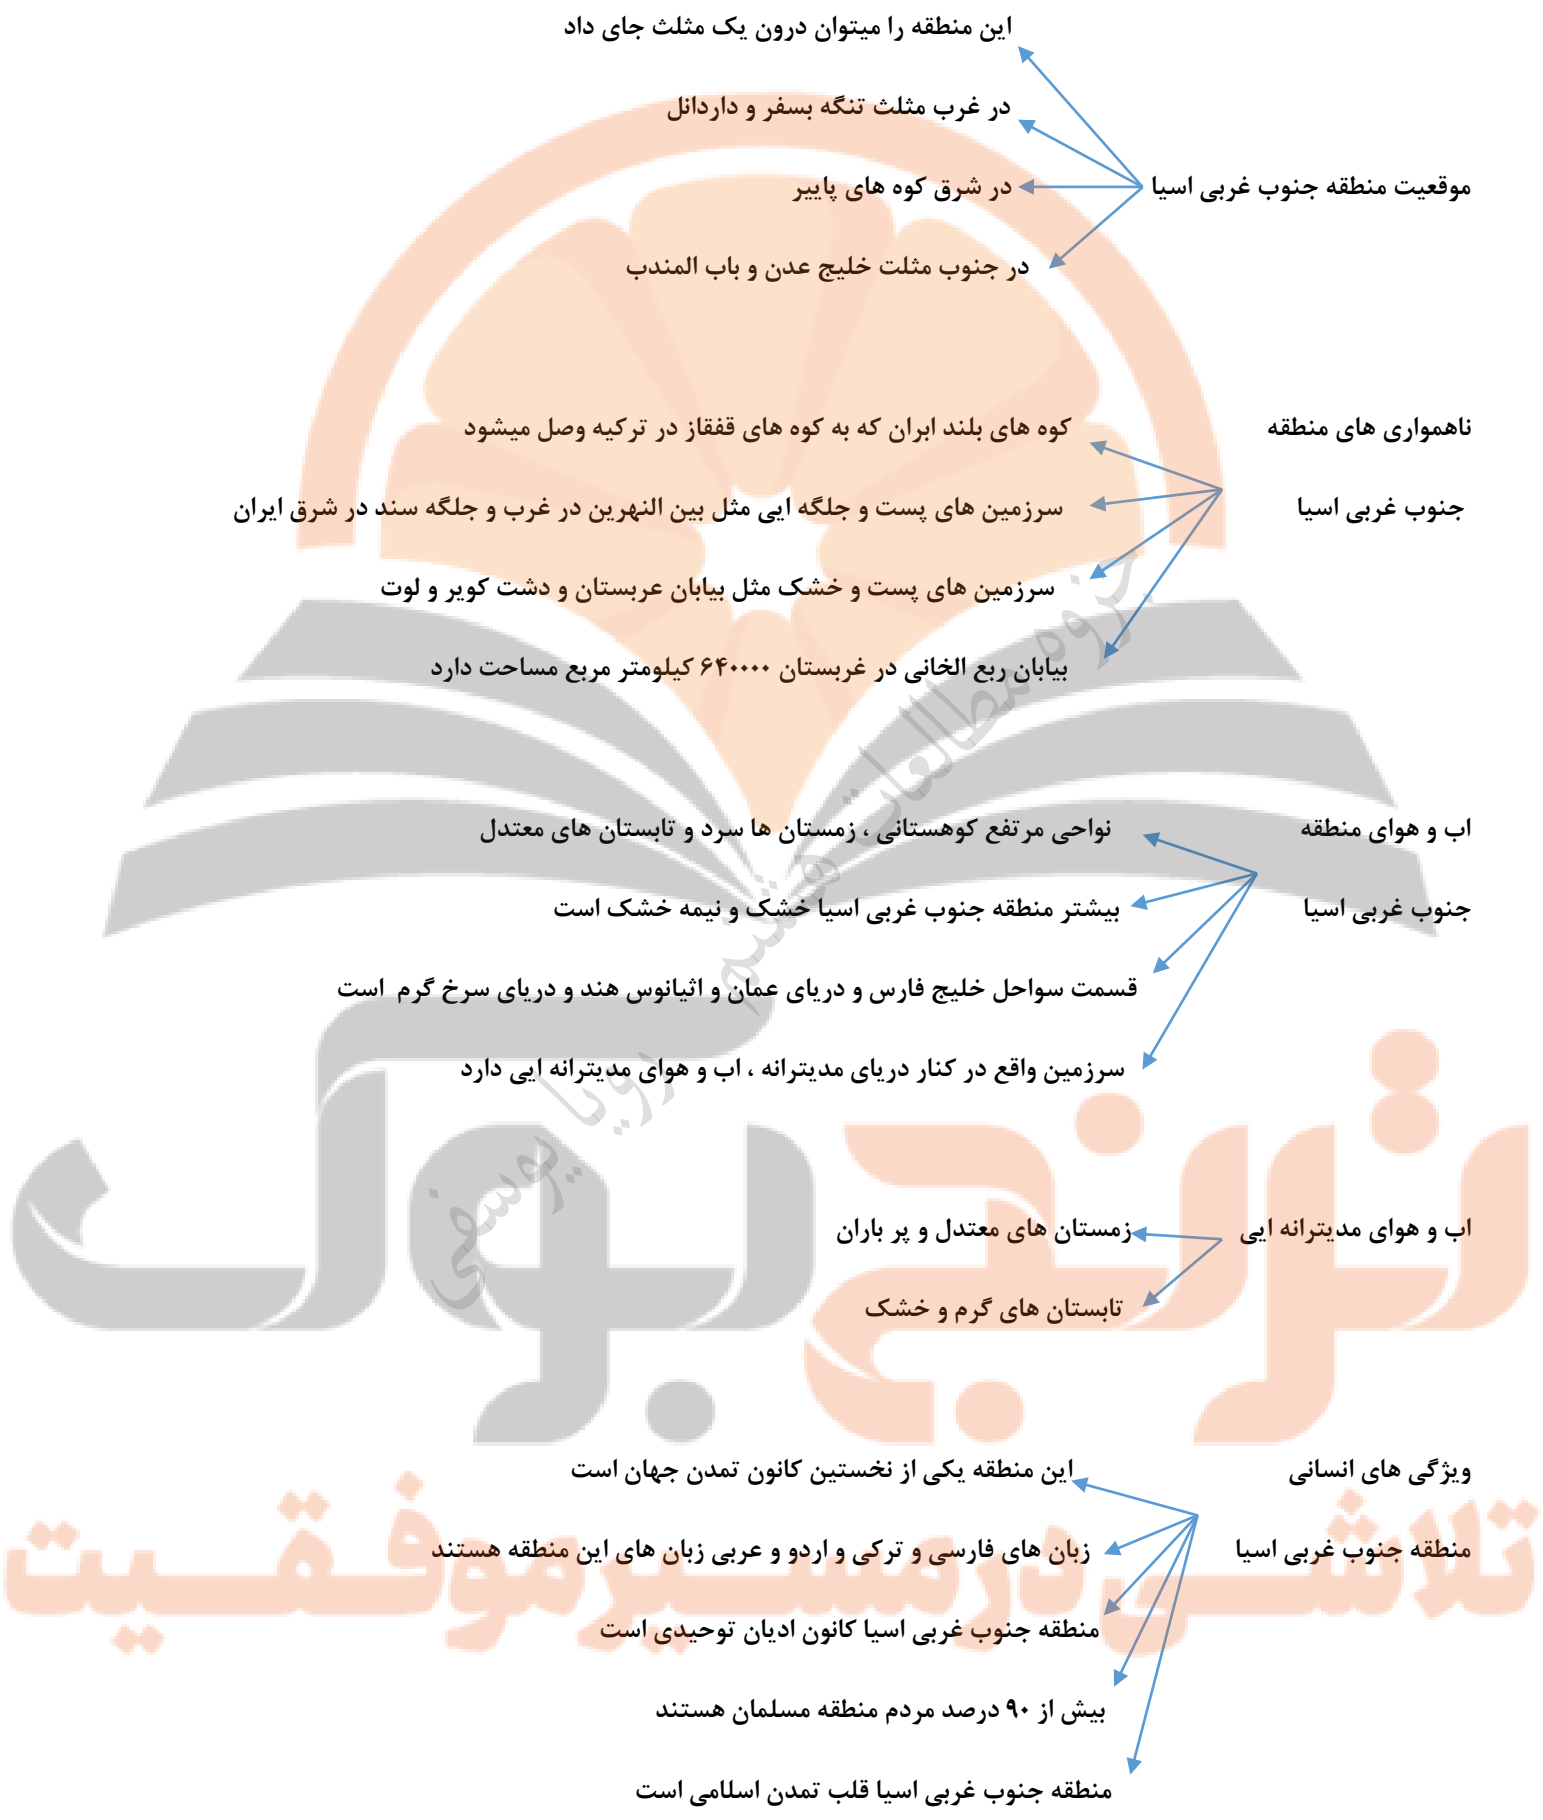 این منطقه را میتوان درون یک مثلث جای داد
در غرب مثلث تنگه بسفر و داردانل
موقعیت منطقه جنوب غربی اسیا در شرق کوه های پاییر
در جنوب مثلت خلیج عدن و باب المندب
ناهمواری های منطقه کوه های بلند ابران که به کوه های قفقاز در ترکیه وصل میشود
جنوب غربی اسیا سرزمین های پست و جلگه ایی مثل بین النهرین در غرب و جلگه سند در شرق ایران
سرزمین های پست و خشک مثل بیابان عربستان و دشت کویر و لوت
بیابان ربع الخانی در غربستان ۶۴۰۰۰۰ کیلومتر مربع مساحت دارد
اب و هوای منطقه نواحی مرتفع کوهستانی ، زمستان ها سرد و تابستان های معتدل
جنوب غربی اسیا بیشتر منطقه جنوب غربی اسیا خشک و نیمه خشک است
قسمت سواحل خلیج فارس و دریای عمان و اثیانوس هند و دریای سرخ گرم است
سرزمین واقع در کنار دریای مدیترانه ، اب و هوای مدیترانه ایی دارد
اب و هوای مدیترانه ایی زمستان های معتدل و پر باران
تابستان های گرم و خشک
ویژگی های انسانی این منطقه یکی از نخستین کانون تمدن جهان است
منطقه جنوب غربی اسیا زبان های فارسی و ترکی و اردو و عربی زبان های این منطقه هستند
منطقه جنوب غربی اسیا کانون ادیان توحیدی است
بیش از ۹۰ درصد مردم منطقه مسلمان هستند
منطقه جنوب غربی اسیا قلب تمدن اسلامی است
جزوه مطالعات هشتم رویا یوسفی
ترنج بوک
تلاشی در مسیر موفقیت